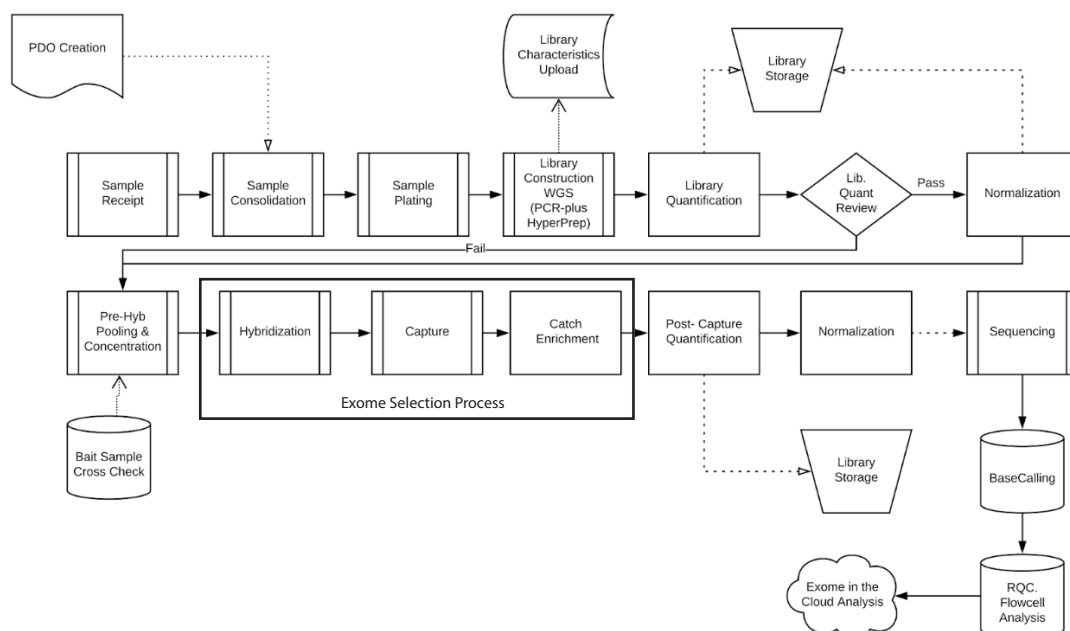 PDO Creation
Library
Characteristics
Upload
Library
Storage
Sample
Receipt
Sample
Consolidation
Sample
Plating
Library
Construction
WGS
(PCR-plus
HyperPrep)
Library
Quantification
Lib.
Quant
Review
Pass
Normalization
Fail
Pre-Hyb
Pooling &
Concentration
Hybridization
Capture
Catch
Enrichment
Exome Selection Process
Post- Capture
Quantification
Normalization
Sequencing
Bait Sample
Cross Check
Library
Storage
BaseCalling
Exome in the
Cloud Analysis
RQC.
Flowcell
Analysis